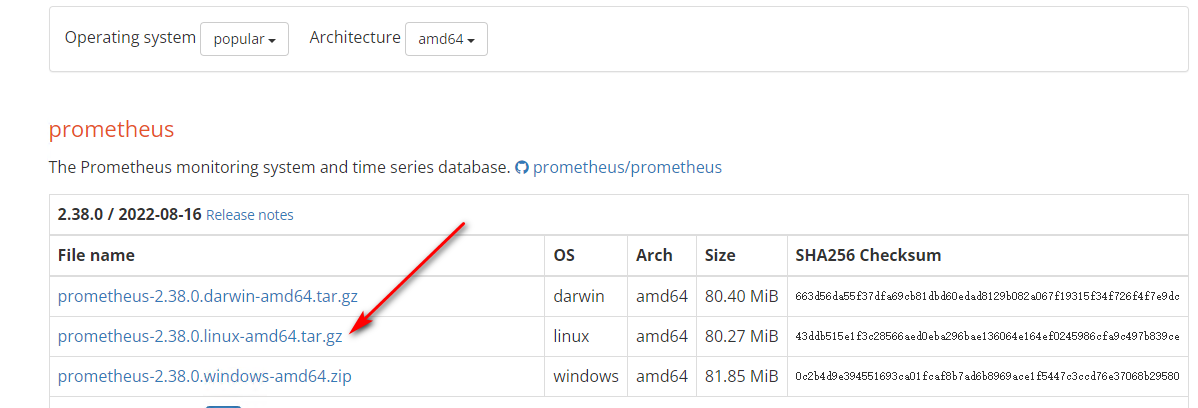 Operating system popular Architecture amd64
prometheus
The Prometheus monitoring system and time series database. prometheus/prometheus
2.38.0 / 2022-08-16 Release notes
File name OS Arch Size SHA256 Checksum
prometheus-2.38.0.darwin-amd64.tar.gz darwin amd64 80.40 MiB 663d56da55f37dfa69cb81dbd60edad8129b082a067f19315f34f726f4f7e9dc
prometheus-2.38.0.linux-amd64.tar.gz linux amd64 80.27 MiB 43ddb515e1f3c28566aed0eba296bae136064e164ef0245986cfa9c497b839ce
prometheus-2.38.0.windows-amd64.zip windows amd64 81.85 MiB 0c2b4d9e394551693ca01fcaf8b7ad6b8969ace1f5447c3ccd76e37068b29580